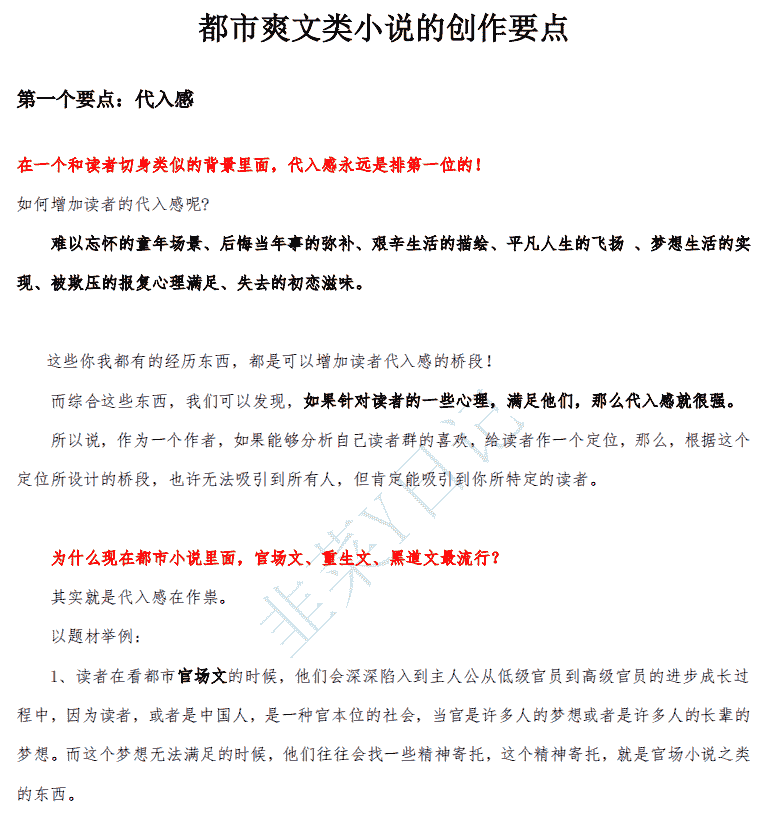 都市爽文类小说的创作要点
第一个要点：代入感
在一个和读者切身类似的背景里面，代入感永远是排第一位的！
如何增加读者的代入感呢?
难以忘怀的童年场景、后悔当年事的弥补、艰辛生活的描绘、平凡人生的飞扬 、梦想生活的实
现、被欺压的报复心理满足、失去的初恋滋味。
这些你我都有的经历东西，都是可以增加读者代入感的桥段！
而综合这些东西，我们可以发现，如果针对读者的一些心理，满足他们，那么代入感就很强。
所以说，作为一个作者，如果能够分析自己读者群的喜欢，给读者作一个定位，那么，根据这个
定位所设计的桥段，也许无法吸引到所有人，但肯定能吸引到你所特定的读者。
为什么现在都市小说里面，官场文、重生文、黑道文最流行？
其实就是代入感在作祟。
以题材举例：
1、读者在看都市官场文的时候，他们会深深陷入到主人公从低级官员到高级官员的进步成长过
程中，因为读者，或者是中国人，是一种官本位的社会，当官是许多人的梦想或者是许多人的长辈的
梦想。而这个梦想无法满足的时候，他们往往会找一些精神寄托，这个精神寄托，就是官场小说之类
的东西。
韭菜Y日记